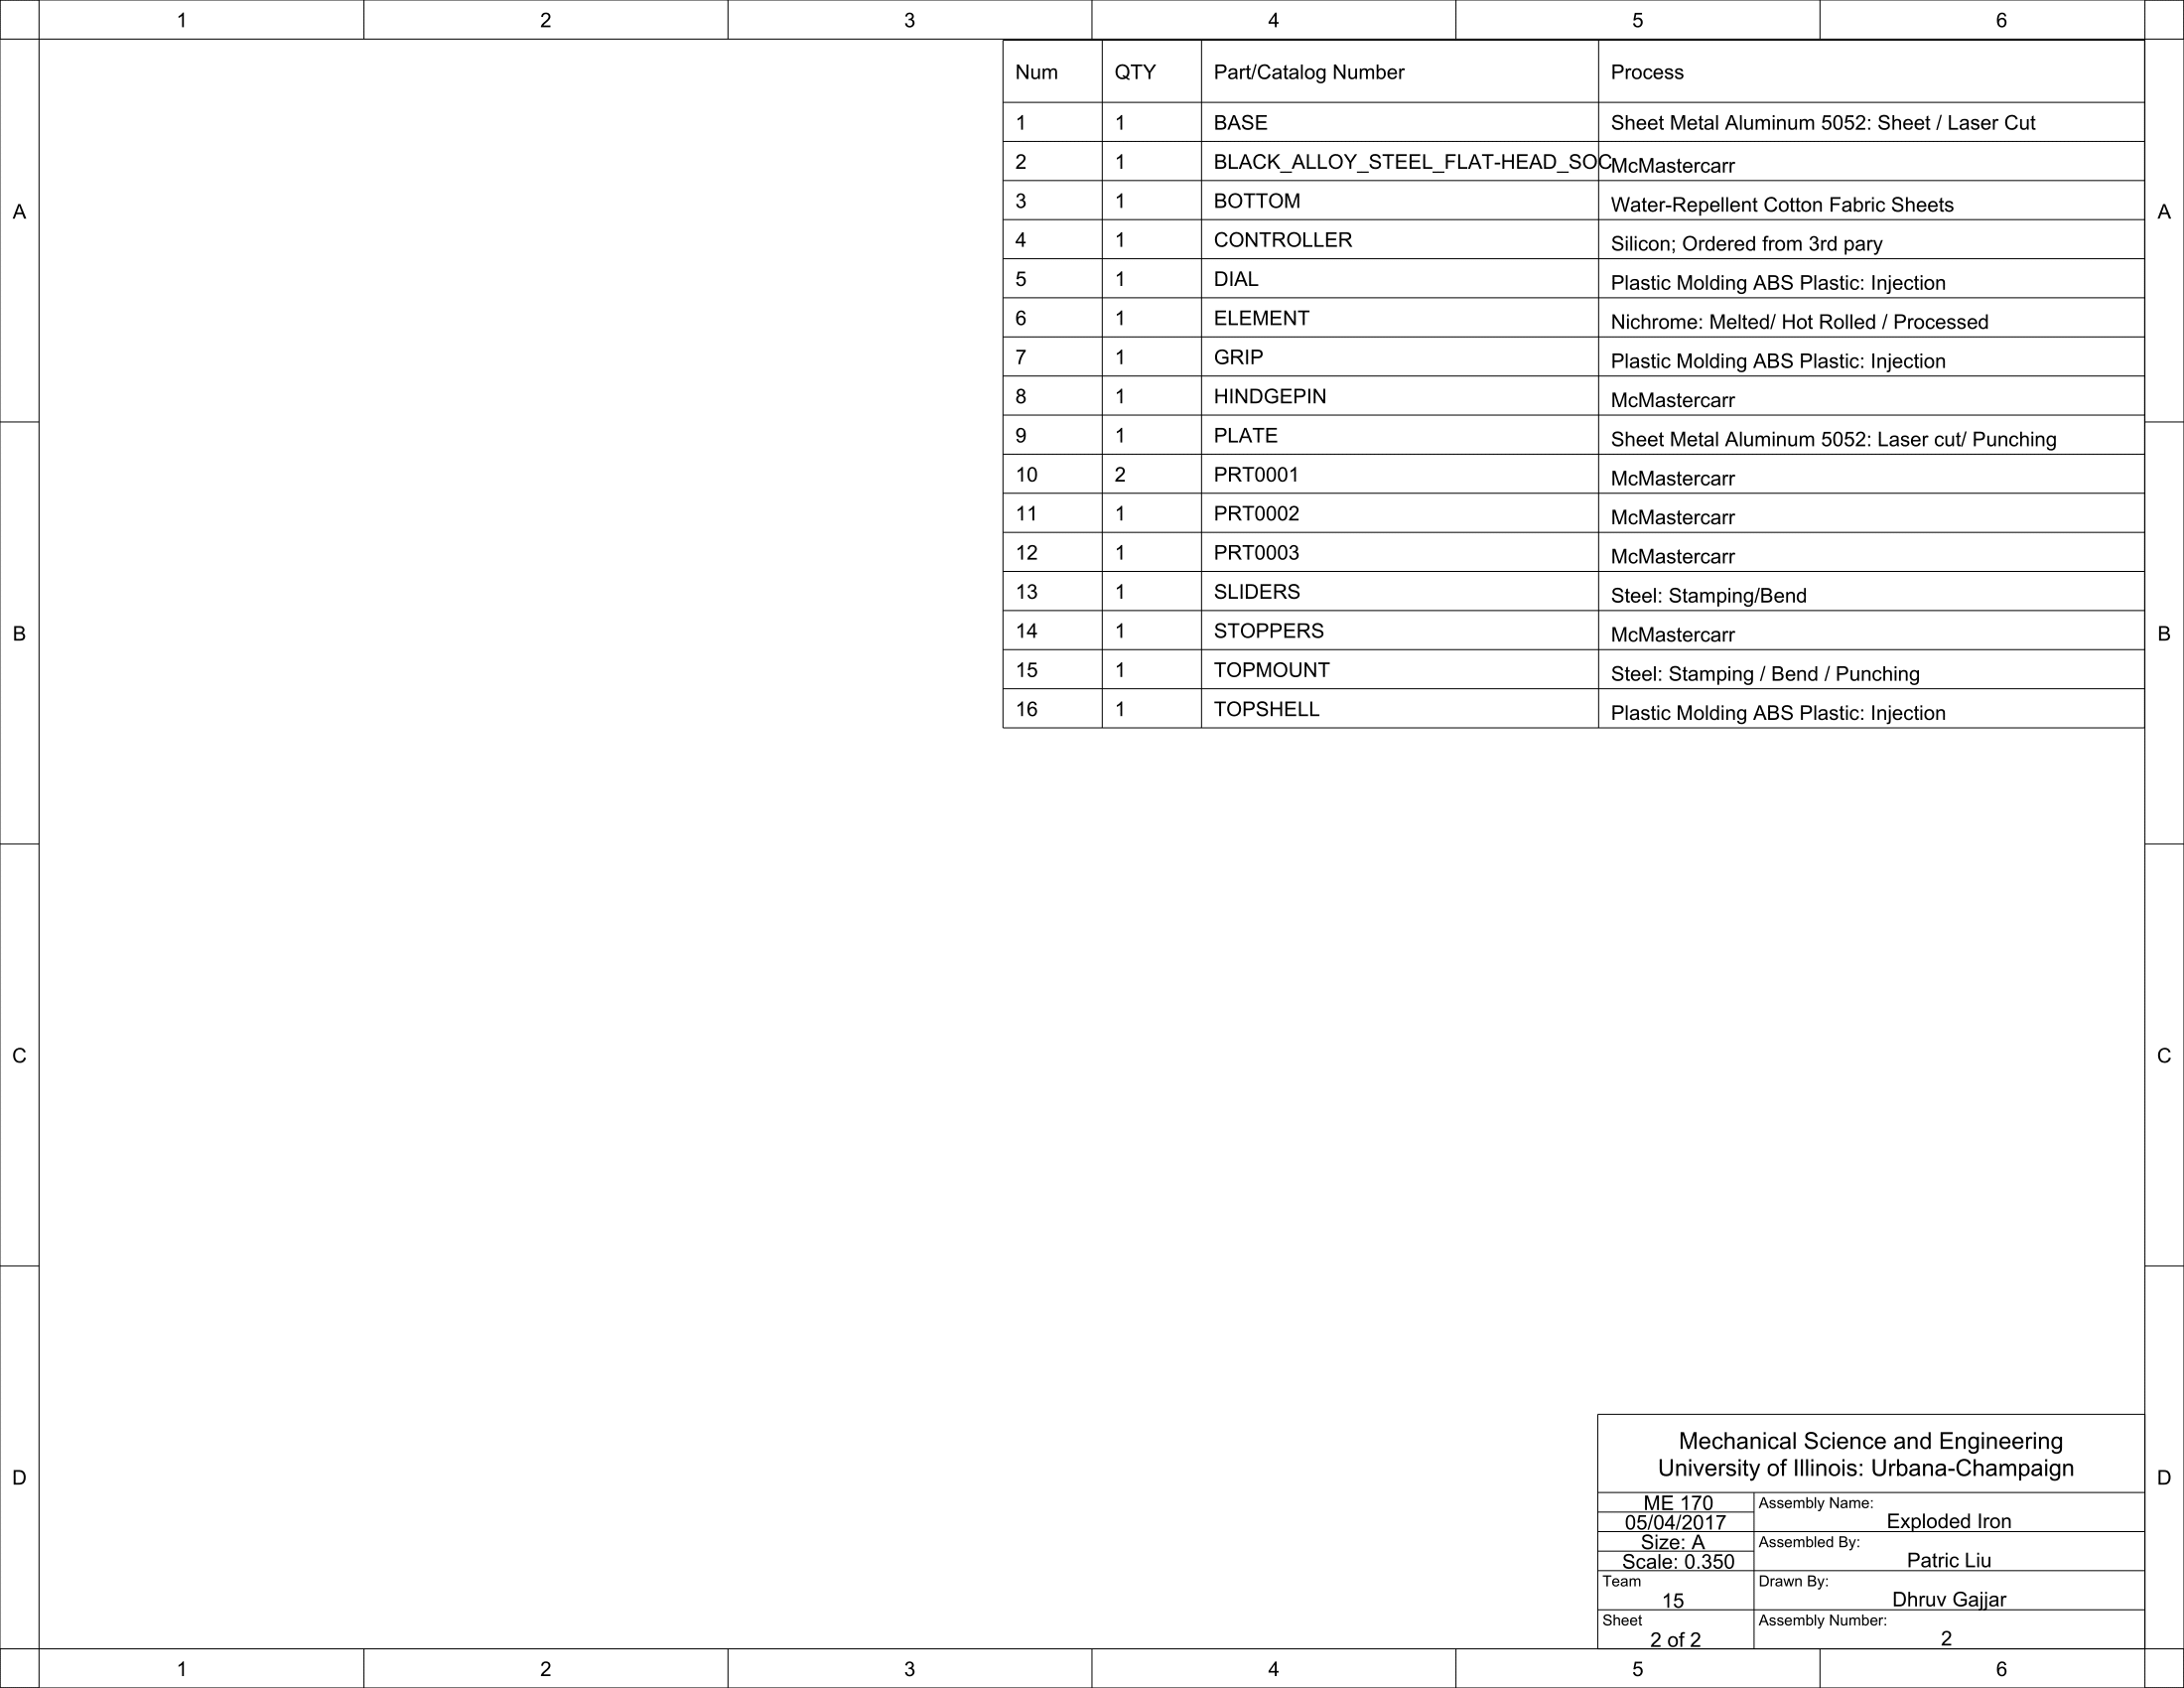 1 2 3 4 5 6
Num QTY Part/Catalog Number Process
1 1 BASE Sheet Metal Aluminum 5052: Sheet / Laser Cut
2 1 BLACK_ALLOY_STEEL_FLAT-HEAD_SOC McMastercarr
A A
3 1 BOTTOM Water-Repellent Cotton Fabric Sheets
4 1 CONTROLLER Silicon; Ordered from 3rd pary
5 1 DIAL Plastic Molding ABS Plastic: Injection
6 1 ELEMENT Nichrome: Melted/ Hot Rolled / Processed
7 1 GRIP Plastic Molding ABS Plastic: Injection
8 1 HINDGEPIN McMastercarr
9 1 PLATE Sheet Metal Aluminum 5052: Laser cut/ Punching
10 2 PRT0001 McMastercarr
11 1 PRT0002 McMastercarr
12 1 PRT0003 McMastercarr
13 1 SLIDERS Steel: Stamping/Bend
B 14 1 STOPPERS McMastercarr B
15 1 TOPMOUNT Steel: Stamping / Bend / Punching
16 1 TOPSHELL Plastic Molding ABS Plastic: Injection
C C
D D
Mechanical Science and Engineering
University of Illinois: Urbana-Champaign
ME 170
05/04/2017
Assembly Name:
Exploded Iron
Size: A
Scale: 0.350
Assembled By:
Patric Liu
Team
15
Drawn By:
Dhruv Gajjar
Sheet
2 of 2
Assembly Number:
2
1 2 3 4 5 6